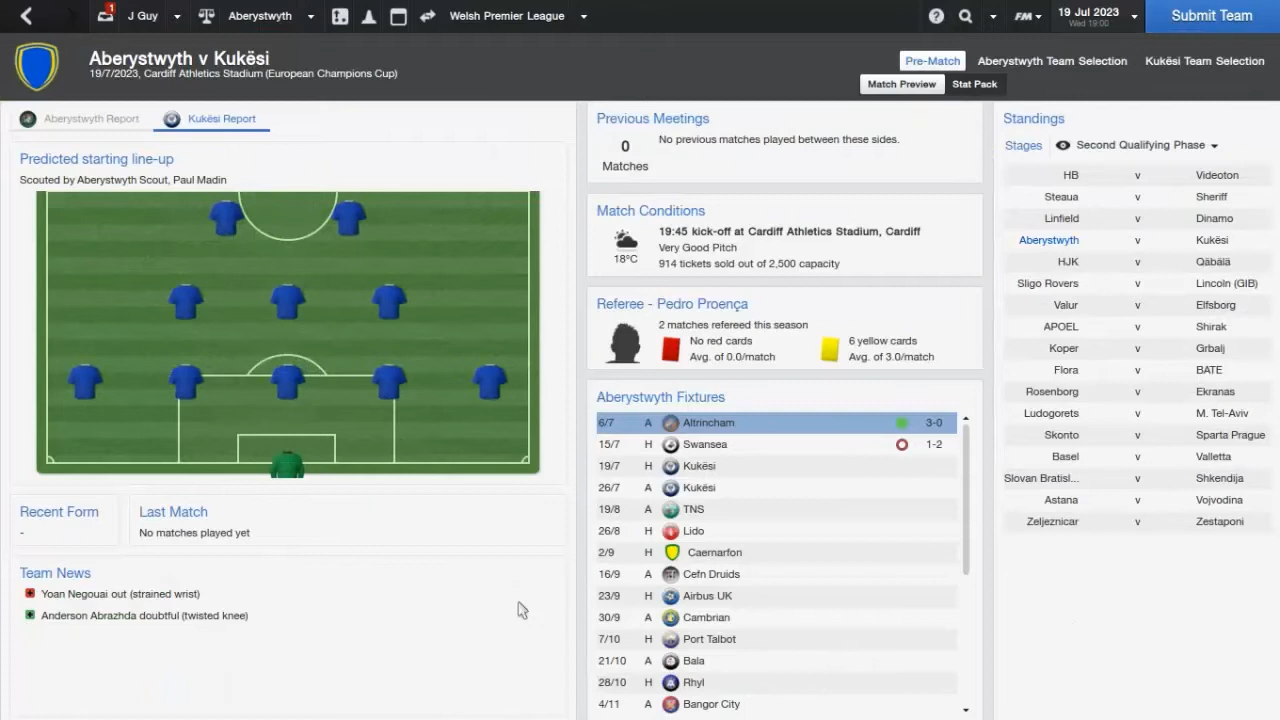 1
J Guy
Aberystwyth
Welsh Premier League
FM
19 Jul 2023
Wed 19:00
Submit Team
Aberystwyth v Kukësi
19/7/2023, Cardiff Athletics Stadium (European Champions Cup)
Pre-Match
Aberystwyth Team Selection
Kukësi Team Selection
Match Preview
Stat Pack
Aberystwyth Report
Kukësi Report
Predicted starting line-up
Scouted by Aberystwyth Scout, Paul Madin
Recent Form
-
Last Match
No matches played yet
Team News
Yoan Negouai out (strained wrist)
Anderson Abrazhda doubtful (twisted knee)
Previous Meetings
0
Matches
No previous matches played between these sides.
Match Conditions
18°C
19:45 kick-off at Cardiff Athletics Stadium, Cardiff
Very Good Pitch
914 tickets sold out of 2,500 capacity
Referee - Pedro Proença
2 matches refereed this season
No red cards
Avg. of 0.0/match
6 yellow cards
Avg. of 3.0/match
Aberystwyth Fixtures
6/7 A Altrincham 3-0
15/7 H Swansea 1-2
19/7 H Kukësi
26/7 A Kukësi
19/8 A TNS
26/8 H Lido
2/9 H Caernarfon
16/9 A Cefn Druids
23/9 H Airbus UK
30/9 A Cambrian
7/10 H Port Talbot
21/10 A Bala
28/10 H Rhyl
4/11 A Bangor City
Standings
Stages Second Qualifying Phase
HB v Videoton
Steaua v Sheriff
Linfield v Dinamo
Aberystwyth v Kukësi
HJK v Qäbälä
Sligo Rovers v Lincoln (GIB)
Valur v Elfsborg
APOEL v Shirak
Koper v Grbalj
Flora v BATE
Rosenborg v Ekranas
Ludogorets v M. Tel-Aviv
Skonto v Sparta Prague
Basel v Valletta
Slovan Bratisl... v Shkendija
Astana v Vojvodina
Zeljeznicar v Zestaponi